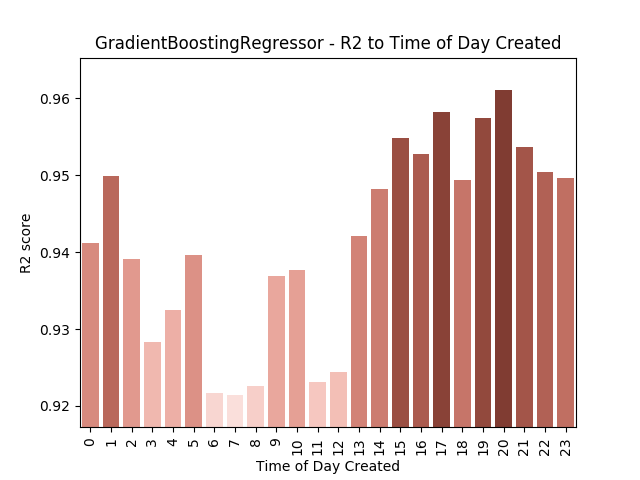 GradientBoostingRegressor - R2 to Time of Day Created
R2 score
0.96
0.95
0.94
0.93
0.92
0 1 2 3 4 5 6 7 8 9 10 11 12 13 14 15 16 17 18 19 20 21 22 23
Time of Day Created